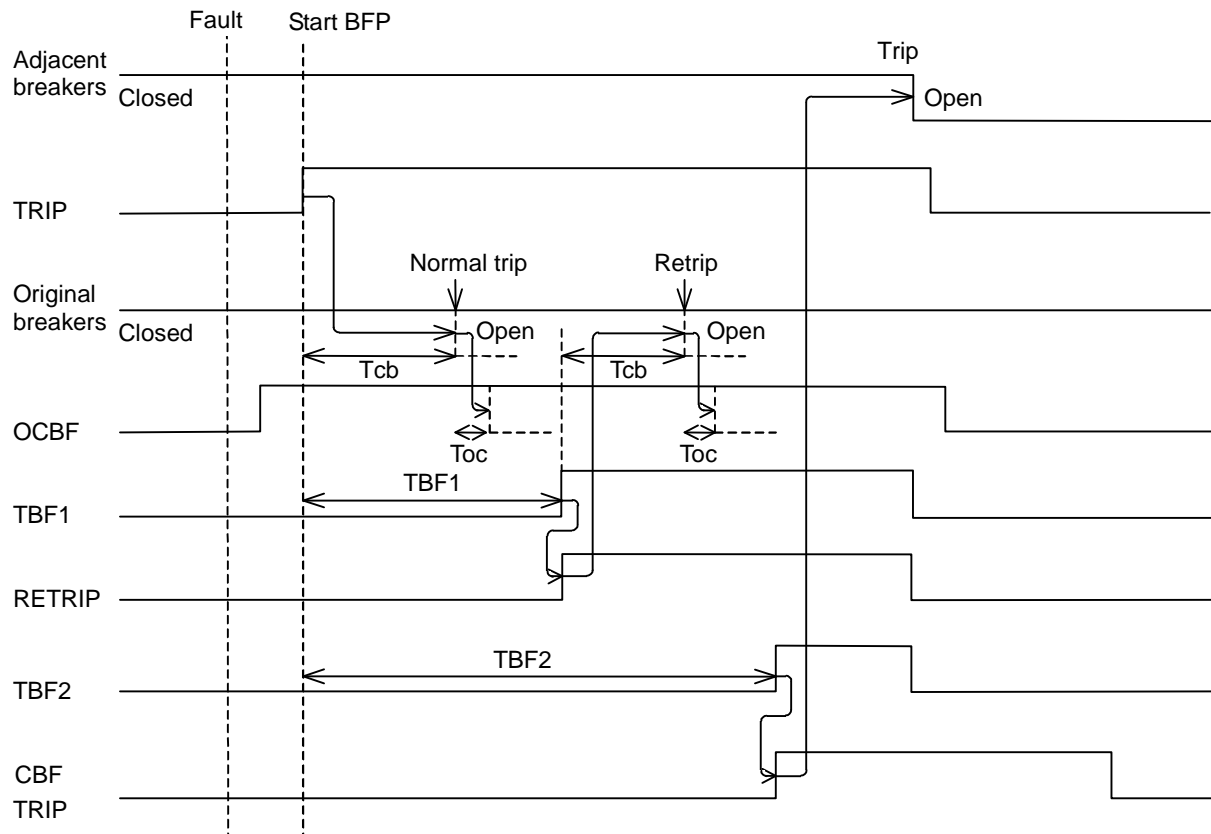 Fault
Start BFP
Trip
Adjacent
breakers
Closed
Open
TRIP
Normal trip
Retrip
Original
breakers
Closed
Open
Open
Tcb
Tcb
OCBF
Toc
Toc
TBF1
TBF1
RETRIP
TBF2
TBF2
CBF
TRIP